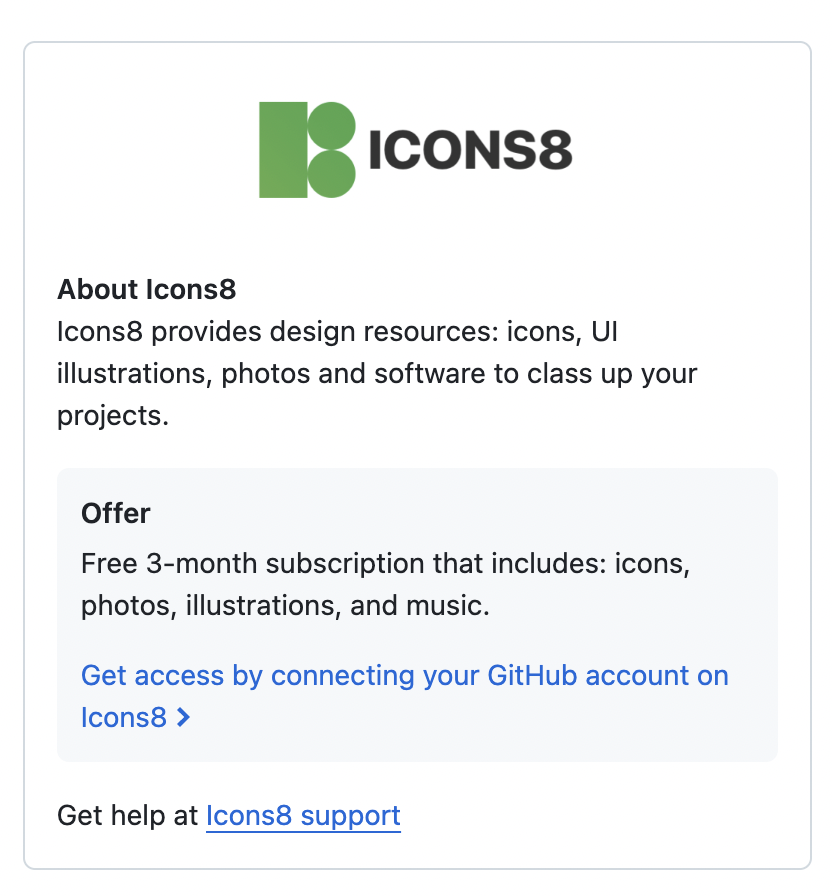 ICONS8
About Icons8
Icons8 provides design resources: icons, UI
illustrations, photos and software to class up your
projects.
Offer
Free 3-month subscription that includes: icons,
photos, illustrations, and music.
Get access by connecting your GitHub account on
Icons8 >
Get help at Icons8 support